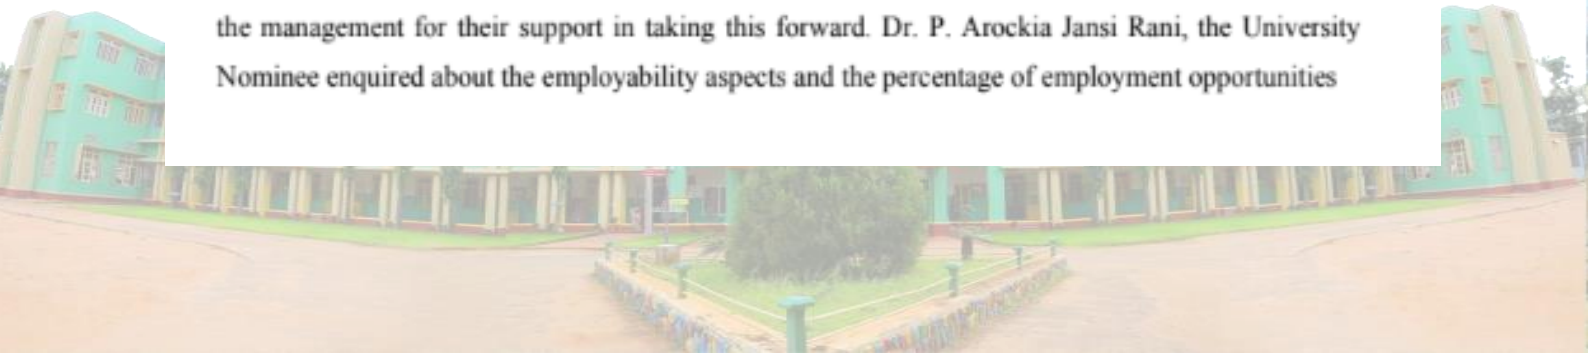 the management for their support in taking this forward. Dr. P. Arockia Jansi Rani, the University
Nominee enquired about the employability aspects and the percentage of employment opportunities